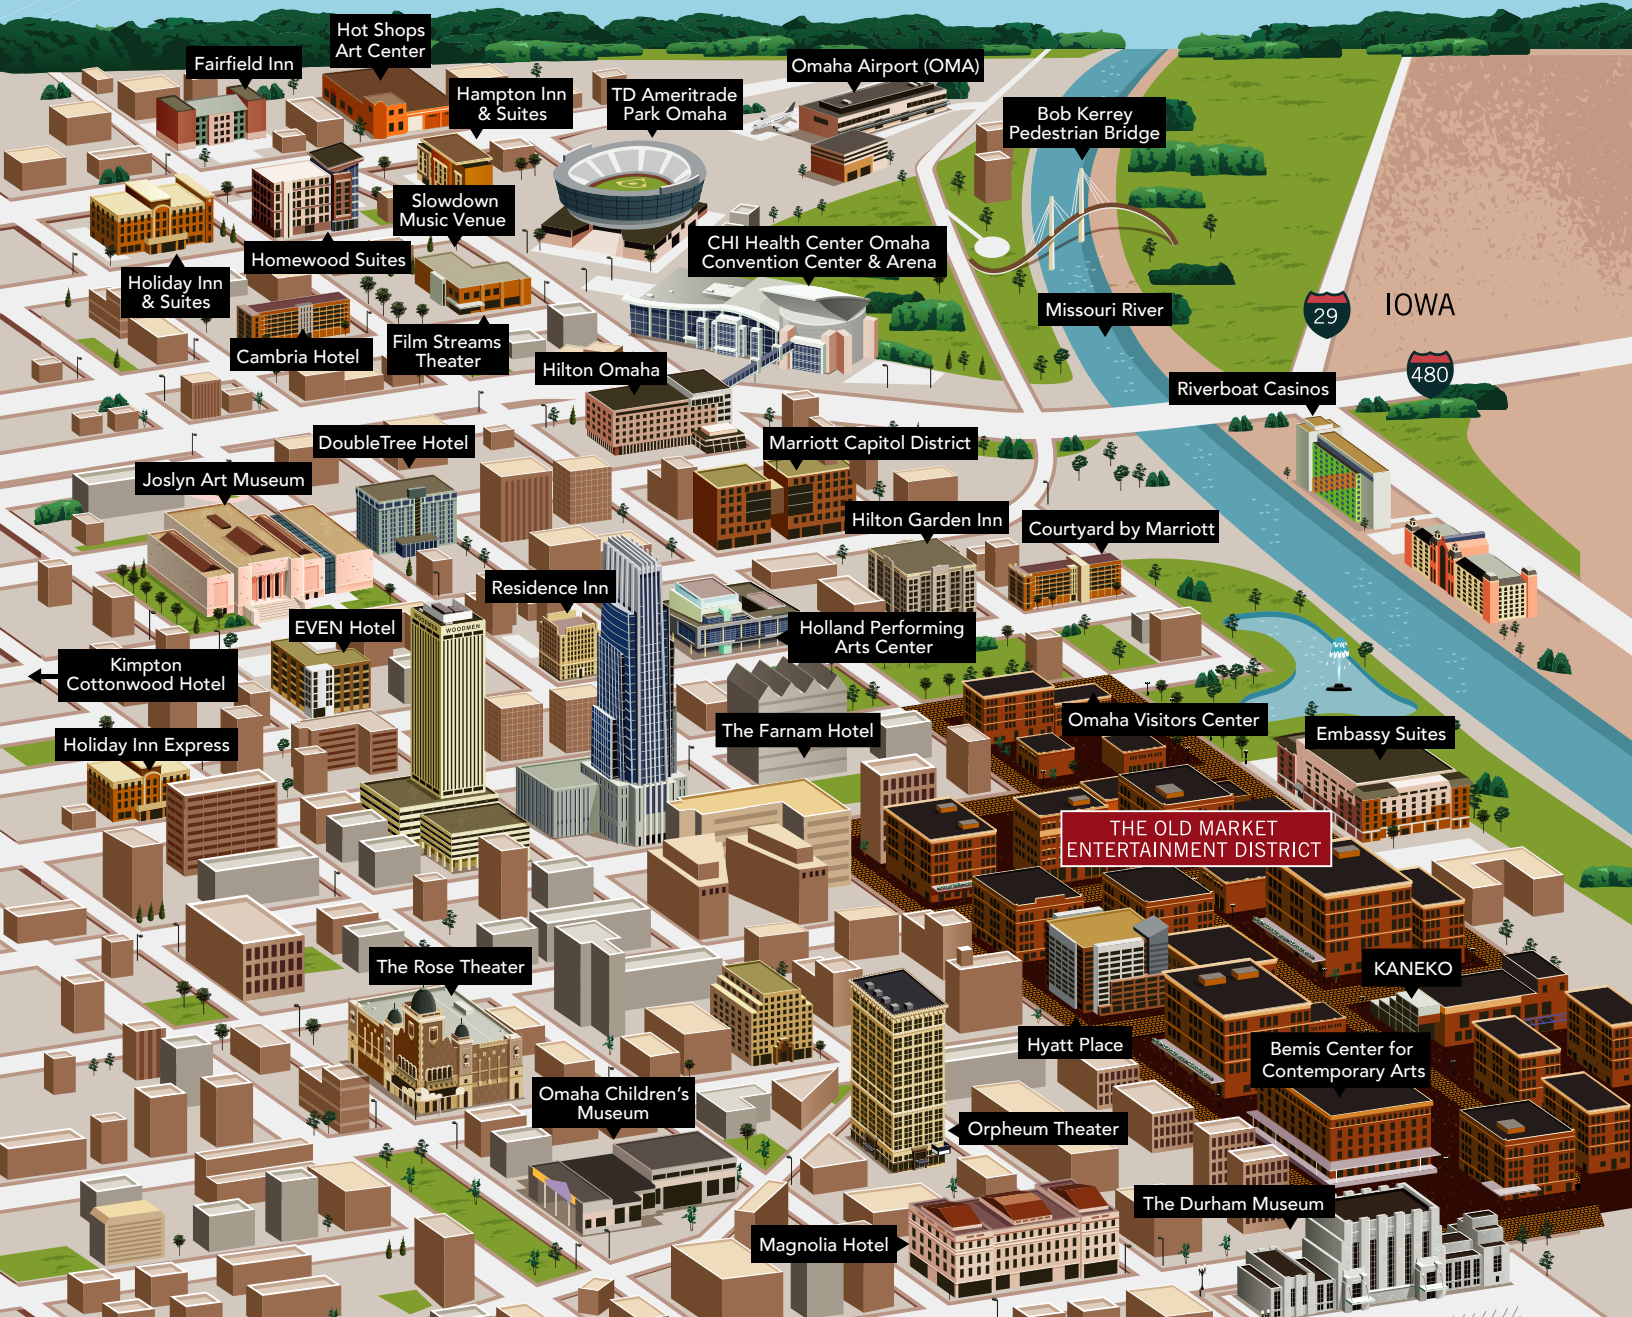 Hot Shops
Art Center
Fairfield Inn
Omaha Airport (OMA)
Hampton Inn
& Suites
TD Ameritrade
Park Omaha
Bob Kerrey
Pedestrian Bridge
Slowdown
Music Venue
CHI Health Center Omaha
Convention Center & Arena
Homewood Suites
Holiday Inn
& Suites
Missouri River
29
IOWA
Film Streams
Theater
Cambria Hotel
Hilton Omaha
480
Riverboat Casinos
DoubleTree Hotel
Marriott Capitol District
Joslyn Art Museum
Hilton Garden Inn
Courtyard by Marriott
Residence Inn
EVEN Hotel
WOODMEN
WOODMEN
Holland Performing
Arts Center
Kimpton
Cottonwood Hotel
Omaha Visitors Center
The Farnam Hotel
Embassy Suites
Holiday Inn Express
THE OLD MARKET
ENTERTAINMENT DISTRICT
The Rose Theater
KANEKO
Hyatt Place
Bemis Center for
Contemporary Arts
Omaha Children's
Museum
Orpheum Theater
The Durham Museum
Magnolia Hotel